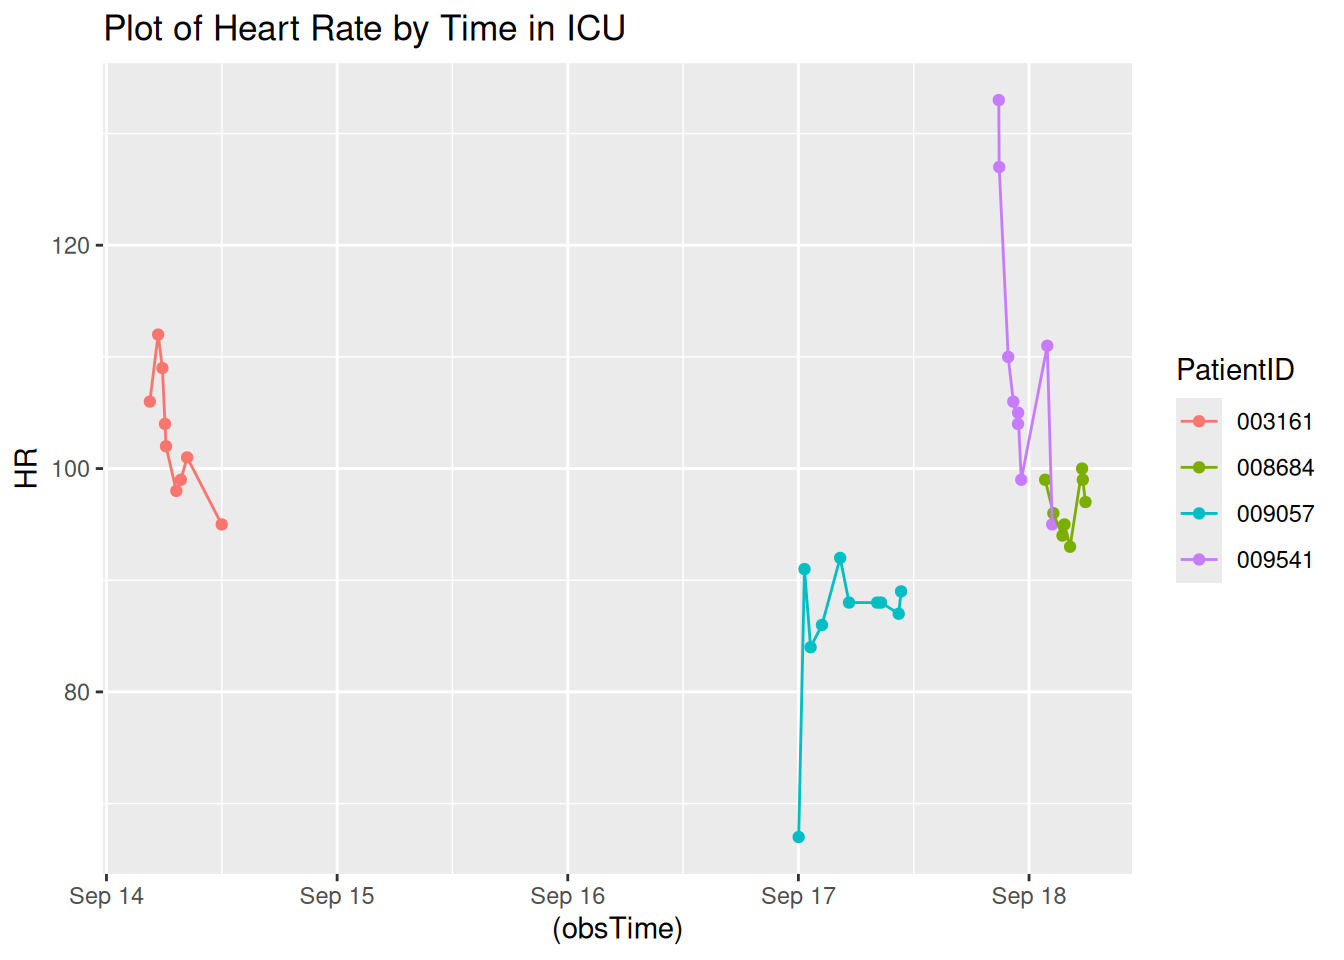 Plot of Heart Rate by Time in ICU
HR
120
100
80
Sep 14 Sep 15 Sep 16 Sep 17 Sep 18
(obsTime)
PatientID
003161
008684
009057
009541